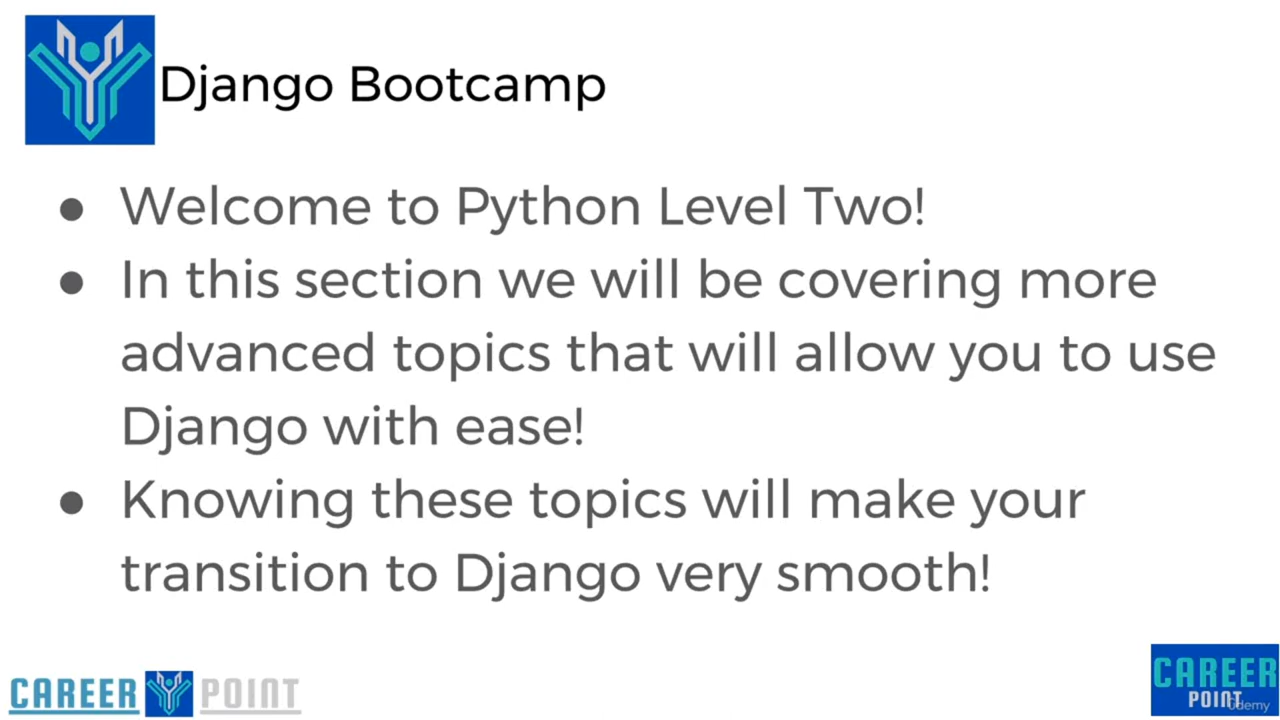 Django Bootcamp
● Welcome to Python Level Two!
● In this section we will be covering more
advanced topics that will allow you to use
Django with ease!
● Knowing these topics will make your
transition to Django very smooth!
CAREER POINT
CAREER
POINT
ûdemy